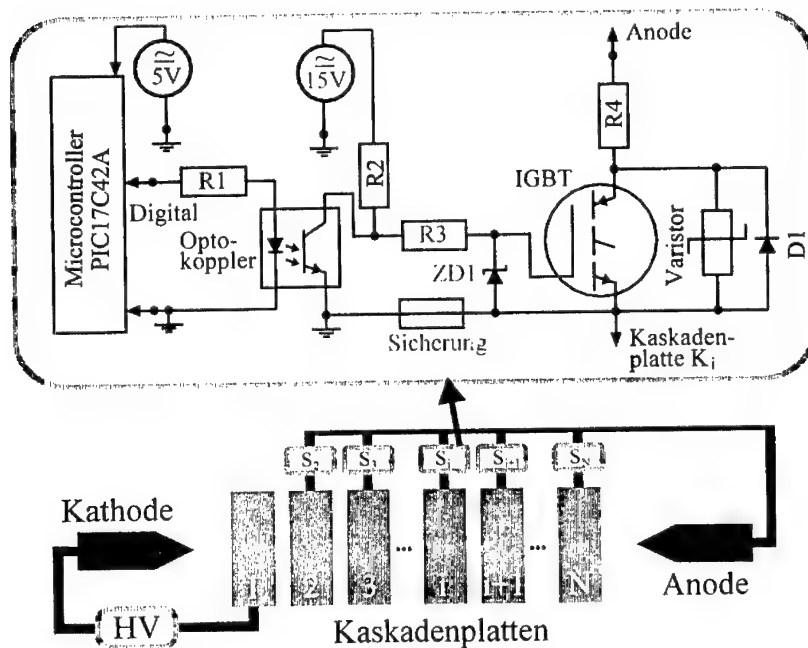 Anode
5V
15V
Microcontroller
PIC17C42A
R1
R2
R4
IGBT
Digital
Opto-
koppler
R3
ZD1
Varistor
D1
Sicherung
Kaskaden-
platte Ki
S2 S3 Si Si+1 SN
Kathode
1 2 3 ... i i+1 ... N
Anode
HV
Kaskadenplatten